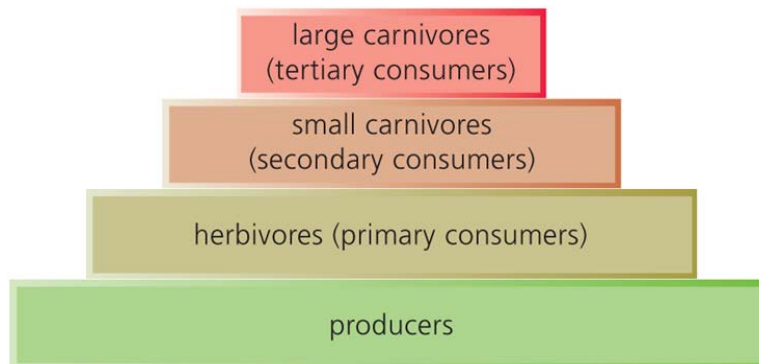 large carnivores
(tertiary consumers)
small carnivores
(secondary consumers)
herbivores (primary consumers)
producers